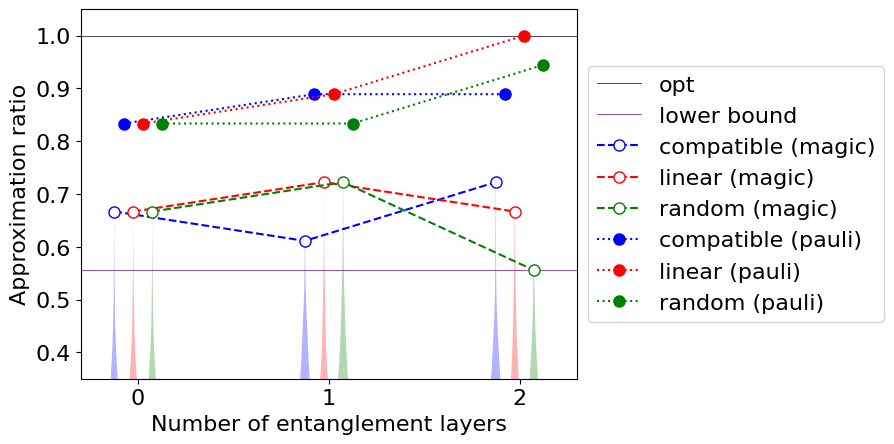 Approximation ratio
1.0
0.9
0.8
0.7
0.6
0.5
0.4
0
1
2
Number of entanglement layers
opt
lower bound
compatible (magic)
linear (magic)
random (magic)
compatible (pauli)
linear (pauli)
random (pauli)